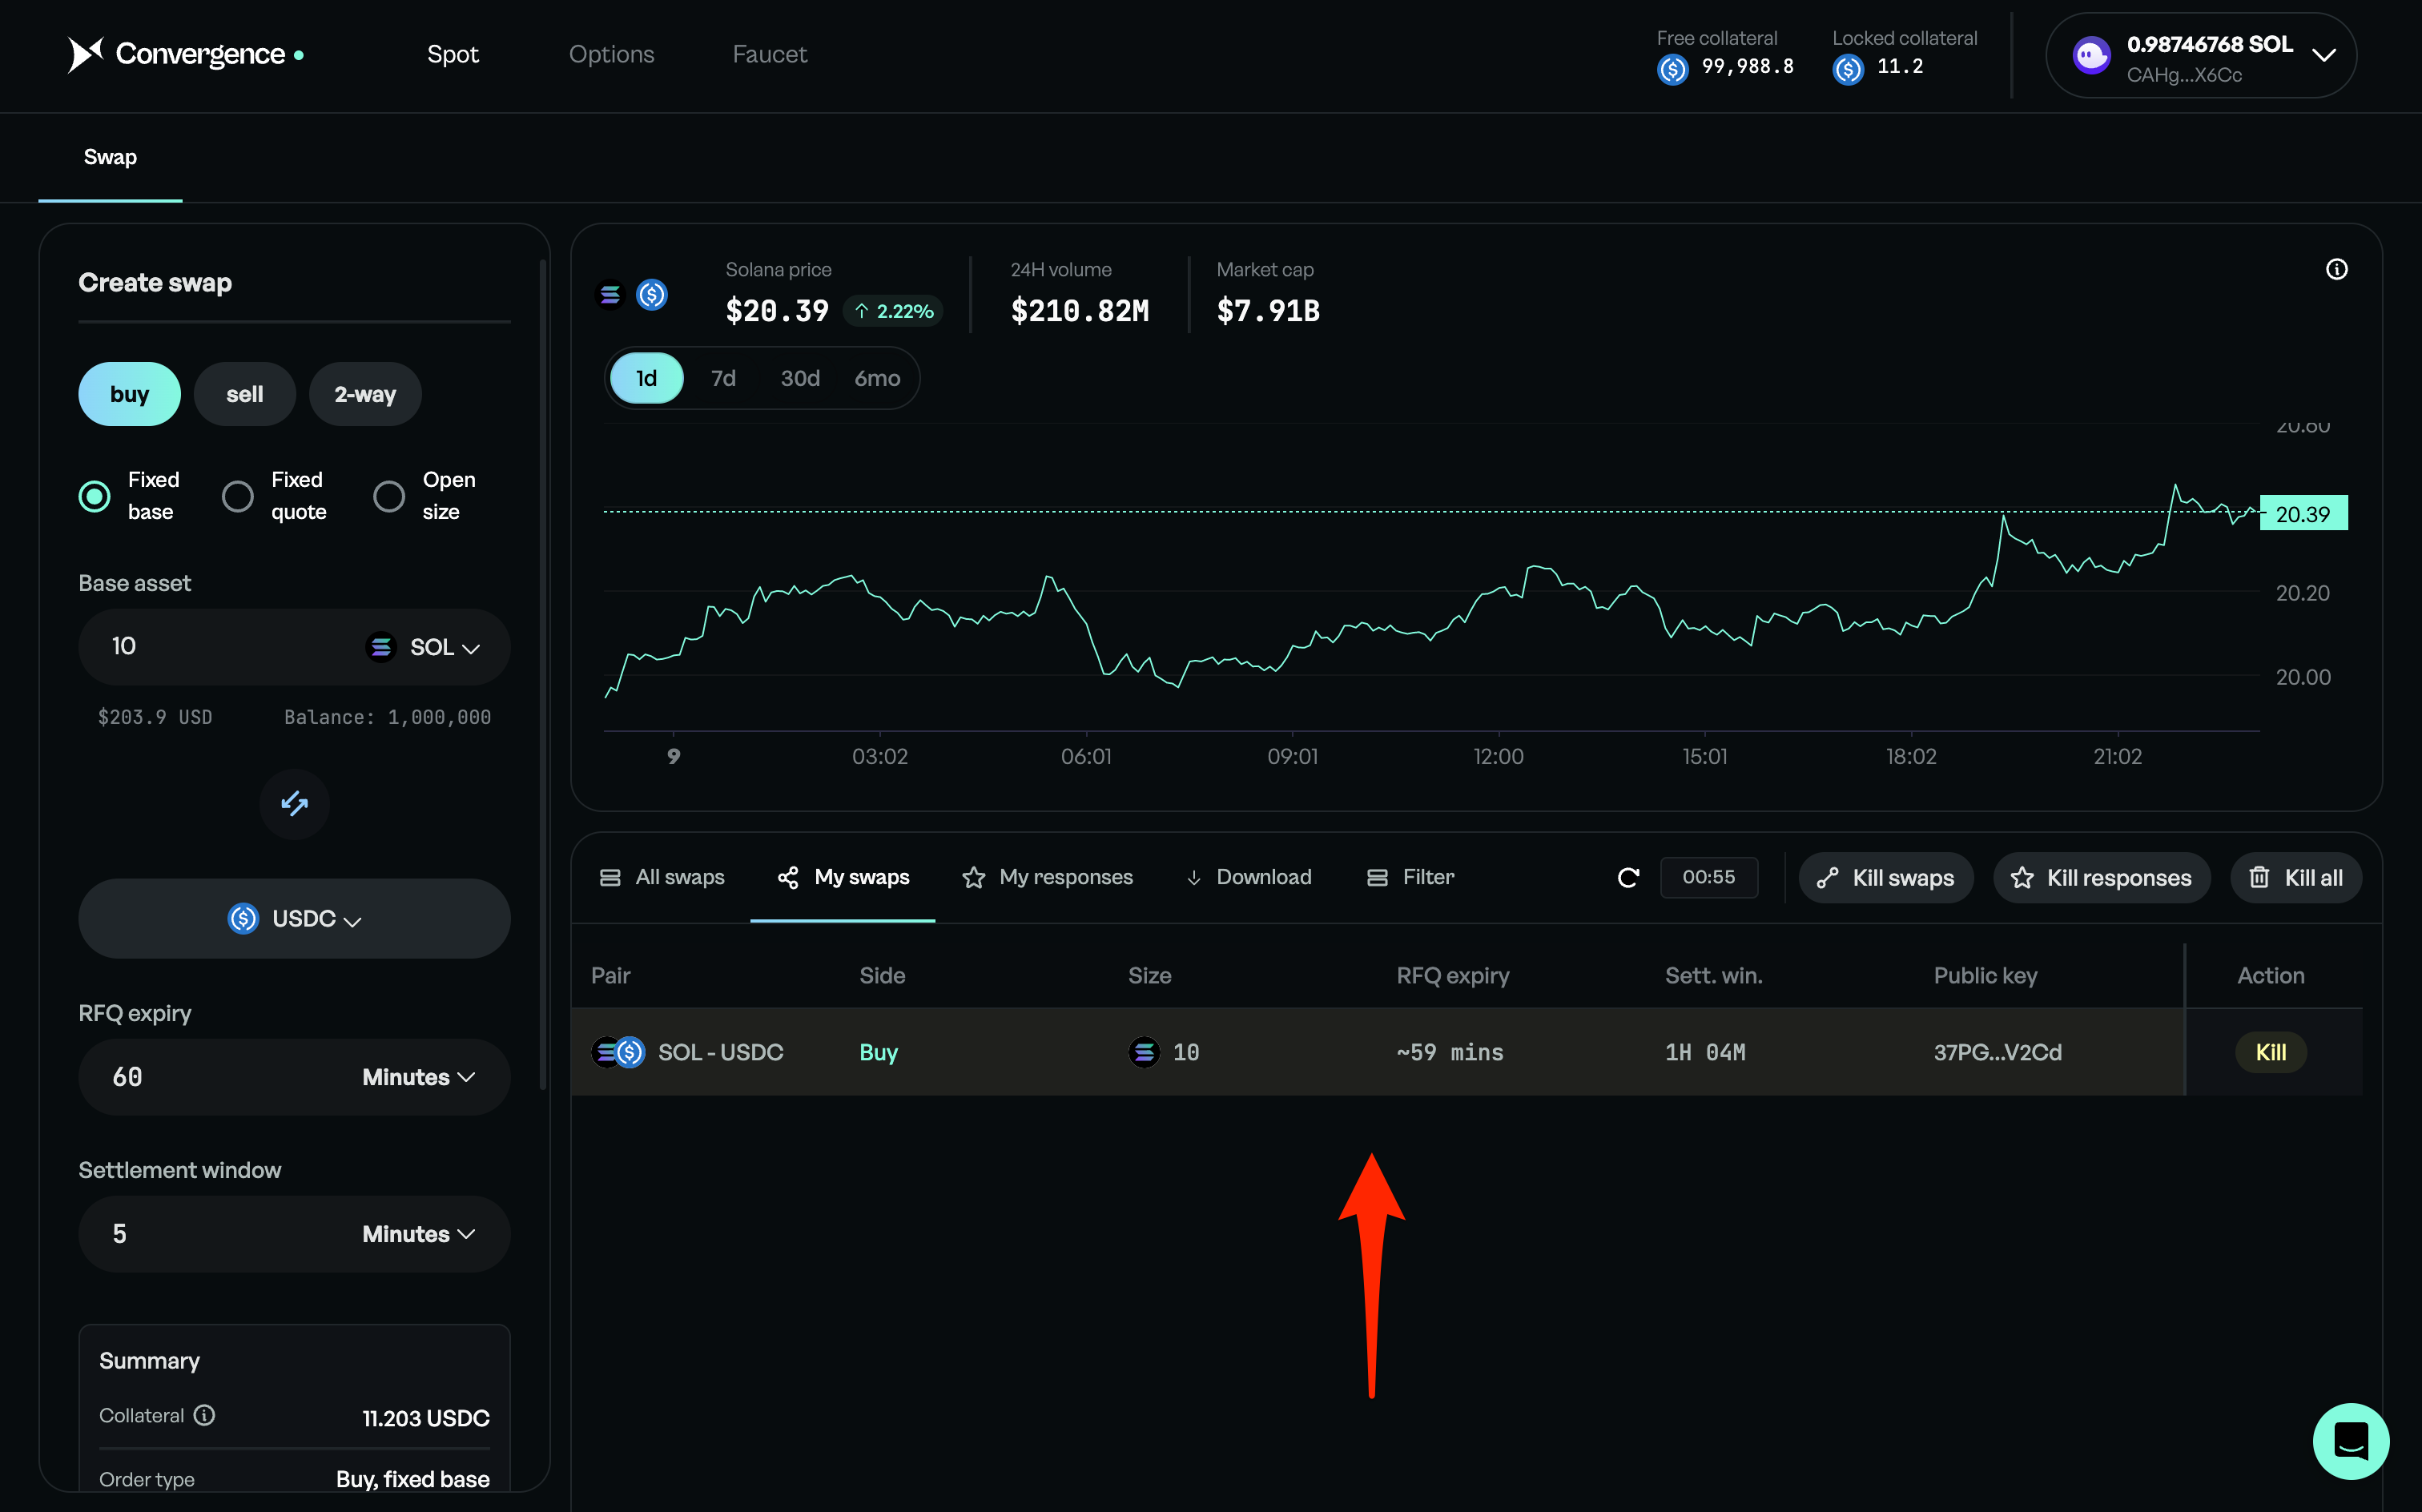 Convergence
Spot
Options
Faucet
Free collateral
99,988.8
Locked collateral
11.2
0.98746768 SOL
CAHg...X6Cc
Swap
Create swap
buy
sell
2-way
Fixed
base
Fixed
quote
Open
size
Base asset
10
SOL
$203.9 USD
Balance: 1,000,000
USDC
RFQ expiry
60
Minutes
Settlement window
5
Minutes
Summary
Collateral
11.203 USDC
Order type
Buy, fixed base
Solana price
$20.39
↑ 2.22%
24H volume
$210.82M
Market cap
$7.91B
1d
7d
30d
6mo
20.60
20.39
20.20
20.00
9
03:02
06:01
09:01
12:00
15:01
18:02
21:02
All swaps
My swaps
My responses
Download
Filter
00:55
Kill swaps
Kill responses
Kill all
Pair
Side
Size
RFQ expiry
Sett. win.
Public key
Action
SOL - USDC
Buy
10
~59 mins
1H 04M
37PG...V2Cd
Kill